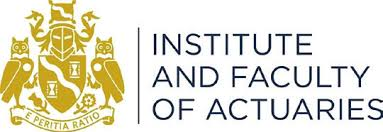 E PERITIA RATIO
INSTITUTE
AND FACULTY
OF ACTUARIES